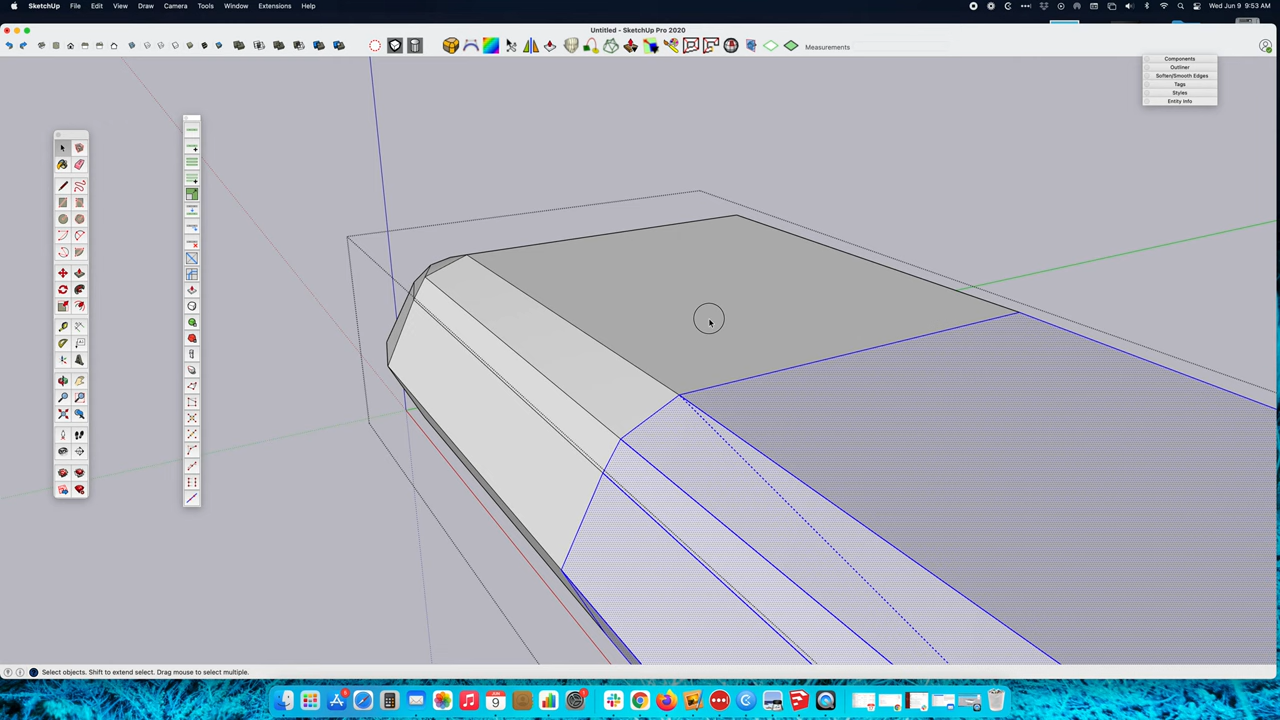 SketchUp File Edit View Draw Camera Tools Window Extensions Help
Wed Jun 9 9:53 AM
Untitled - SketchUp Pro 2020
Measurements
Components
Outliner
Soften/Smooth Edges
Tags
Styles
Entity Info
Select objects. Shift to extend select. Drag mouse to select multiple.
JUN
9